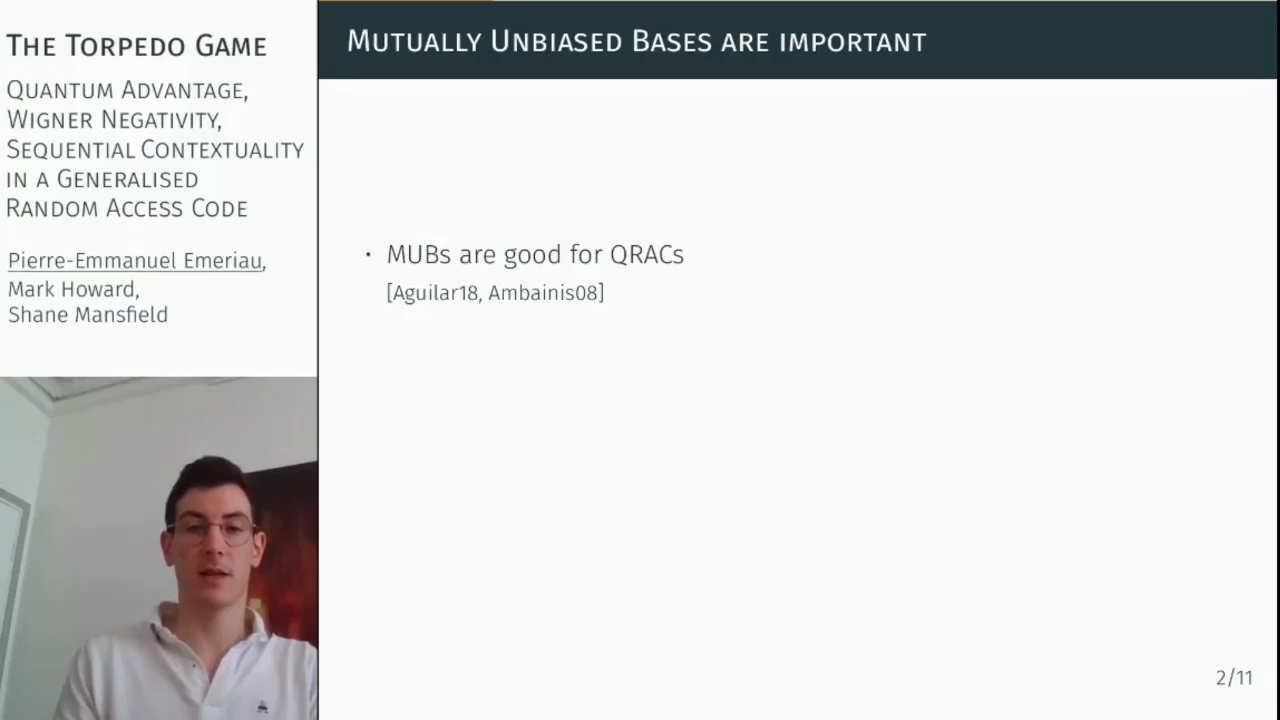 The Torpedo Game
Quantum Advantage,
Wigner Negativity,
Sequential Contextuality
in a Generalised
Random Access Code
Pierre-Emmanuel Emeriau,
Mark Howard,
Shane Mansfield
Mutually Unbiased Bases are important
· MUBs are good for QRACs
[Aguilar18, Ambainis08]
2/11